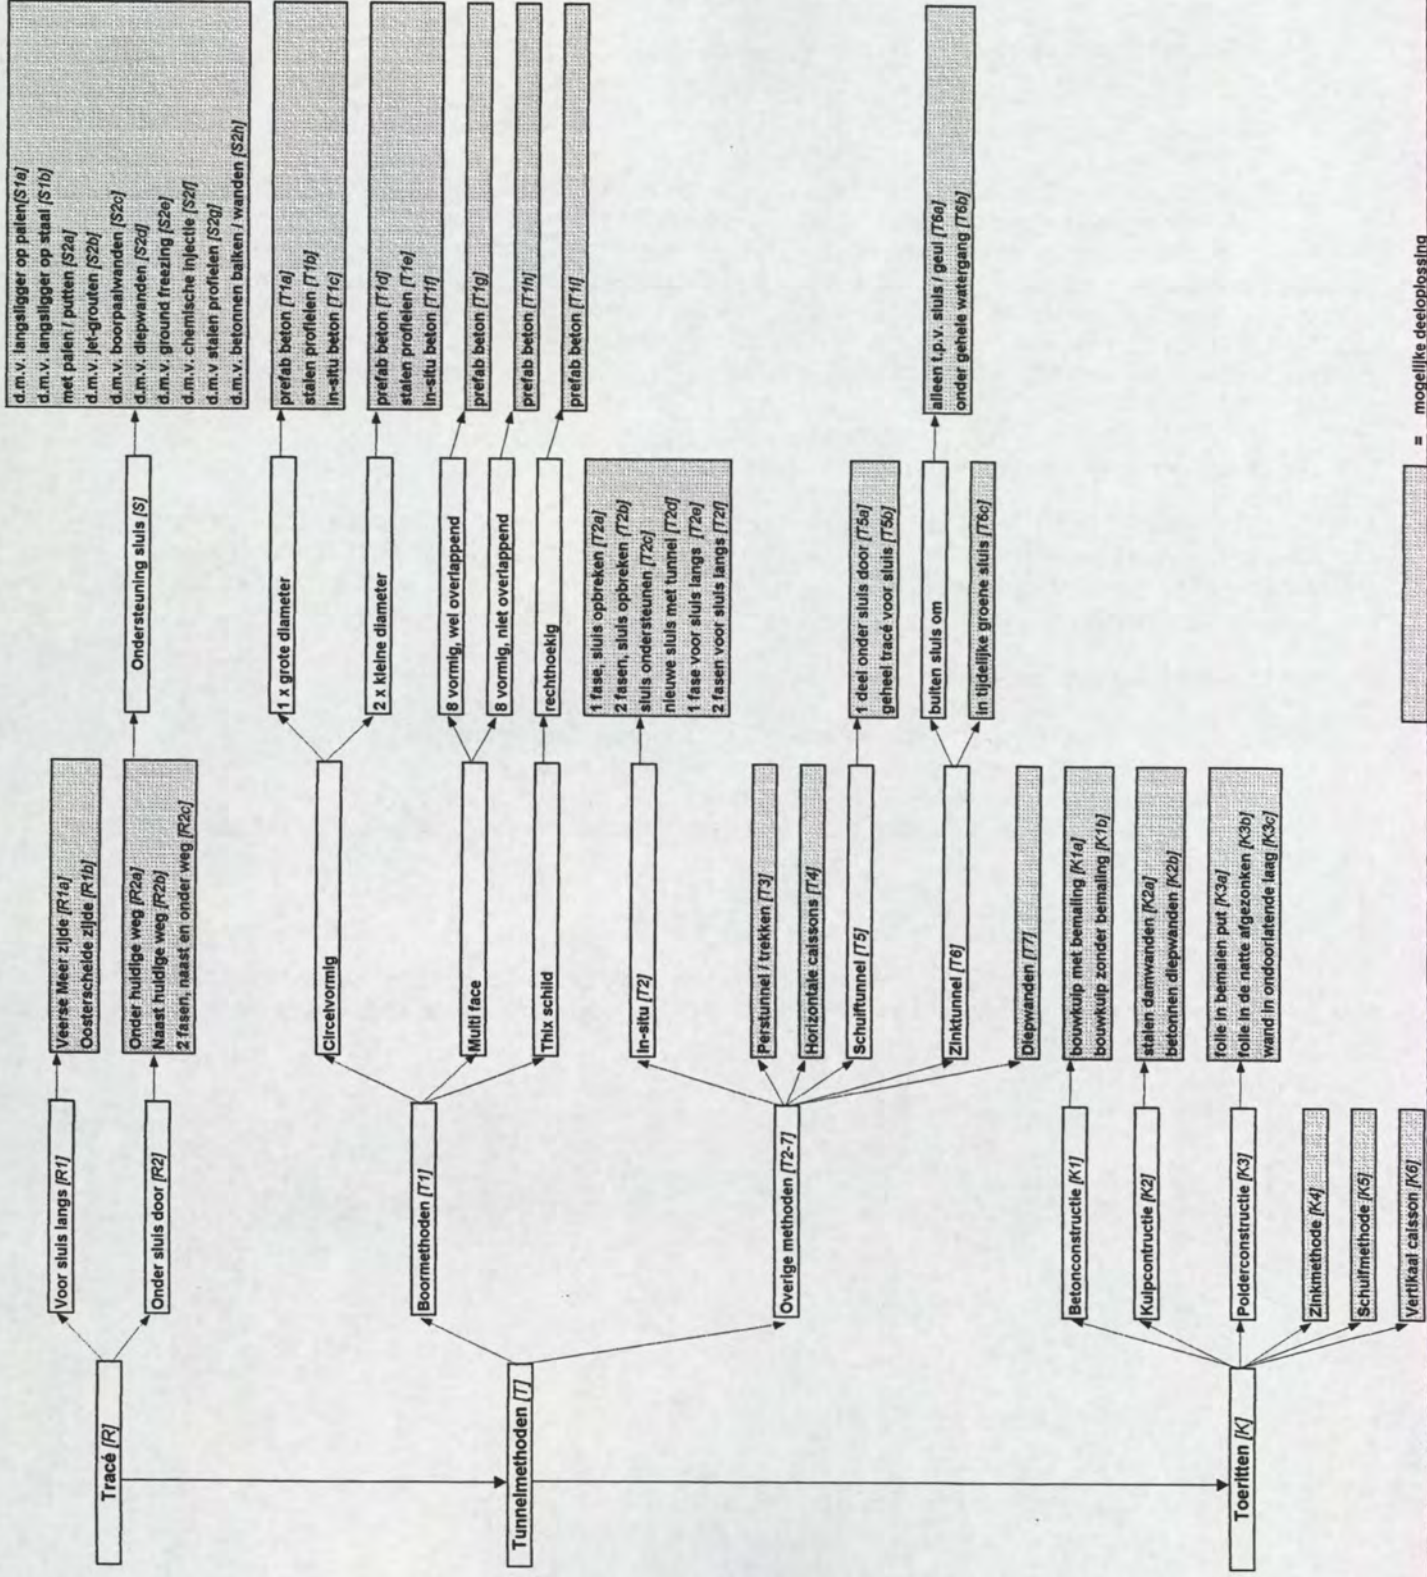 Tracé [R]
Voor sluis langs [R1]
Veerse Meer zijde [R1a]
Oosterschelde zijde [R1b]
Onder sluis door [R2]
Onder huidige weg [R2a]
Naast huidige weg [R2b]
2 fasen, naast en onder weg [R2c]
Ondersteuning sluis [S]
d.m.v. langsligger op palen[S1a]
d.m.v. langsligger op staal [S1b]
met palen / putten [S2a]
d.m.v. jet-grouten [S2b]
d.m.v. boorpaalwanden [S2c]
d.m.v. diepwanden [S2d]
d.m.v. ground freezing [S2e]
d.m.v. chemische injectie [S2f]
d.m.v stalen profielen [S2g]
d.m.v. betonnen balken / wanden [S2h]
Tunnelmethoden [T]
Boormethoden [T1]
Circelvormig
1 x grote diameter
prefab beton [T1a]
stalen profielen [T1b]
in-situ beton [T1c]
2 x kleine diameter
prefab beton [T1d]
stalen profielen [T1e]
in-situ beton [T1f]
Multi face
8 vormig, wel overlappend
prefab beton [T1g]
8 vormig, niet overlappend
prefab beton [T1h]
Thix schild
rechthoekig
prefab beton [T1i]
Overige methoden [T2-7]
In-situ [T2]
1 fase, sluis opbreken [T2a]
2 fasen, sluis opbreken [T2b]
sluis ondersteunen [T2c]
nieuwe sluis met tunnel [T2d]
1 fase voor sluis langs [T2e]
2 fasen voor sluis langs [T2f]
Perstunnel / trekken [T3]
Horizontale caissons [T4]
Schuiftunnel [T5]
1 deel onder sluis door [T5a]
geheel tracé voor sluis [T5b]
Zinktunnel [T6]
buiten sluis om
alleen t.p.v. sluis / geul [T6a]
onder gehele watergang [T6b]
in tijdelijke groene sluis [T6c]
Diepwanden [T7]
Toeritten [K]
Betonconstructie [K1]
bouwkuip met bemaling [K1a]
bouwkuip zonder bemaling [K1b]
Kuipcontructie [K2]
stalen damwanden [K2a]
betonnen diepwanden [K2b]
Polderconstructie [K3]
folie in bemalen put [K3a]
folie in de natte afgezonken [K3b]
wand in ondoorlatende laag [K3c]
Zinkmethode [K4]
Schuifmethode [K5]
Vertikaal caisson [K6]
= mogelijke deeloplossing